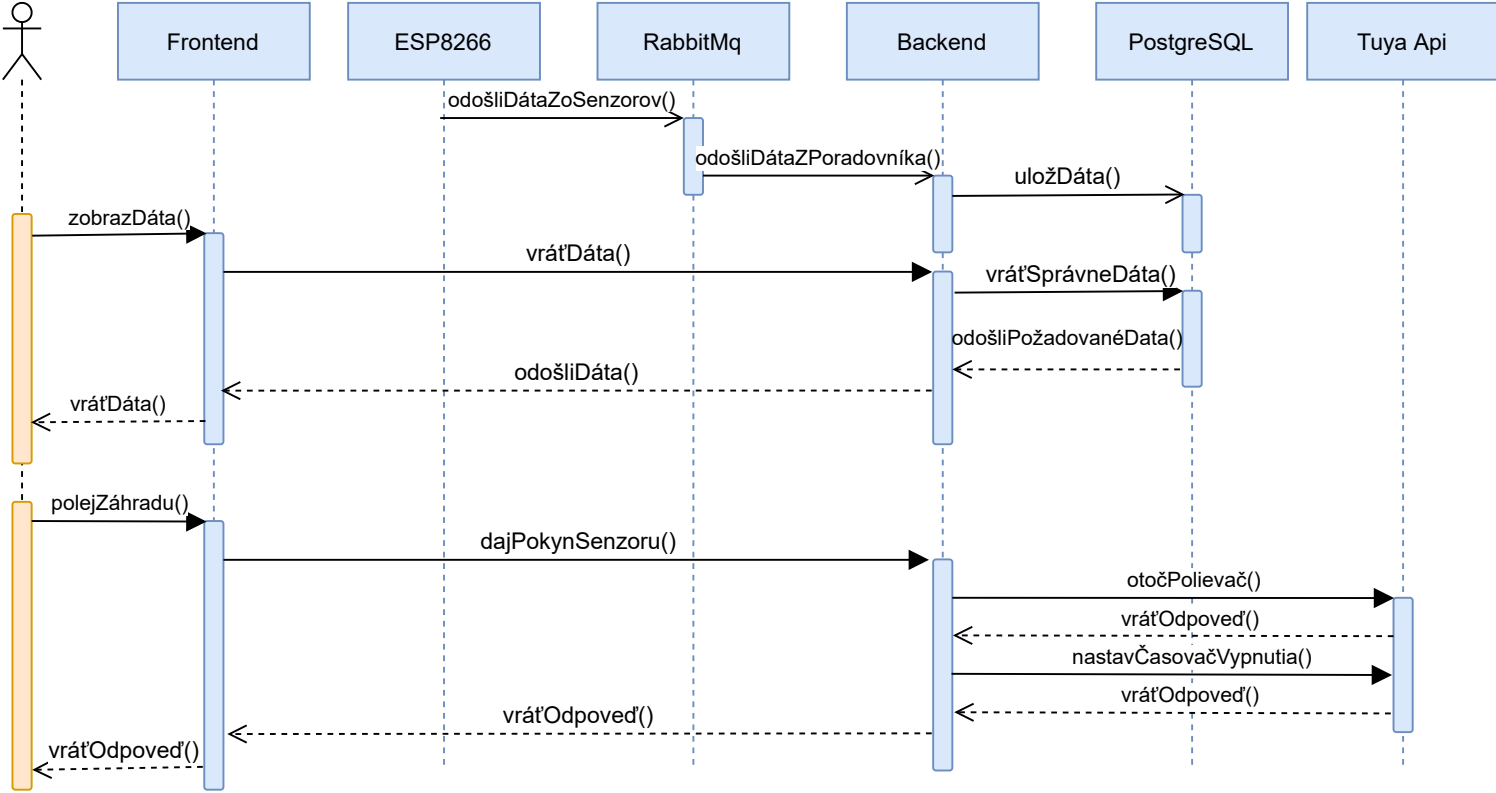 Frontend
ESP8266
RabbitMq
Backend
PostgreSQL
Tuya Api
odošliDátaZoSenzorov()
odošliDátaZPoradovníka()
uložDáta()
zobrazDáta()
vráťDáta()
vráťSprávneDáta()
odošliPožadovanéData()
odošliDáta()
vráťDáta()
polejZáhradu()
dajPokynSenzoru()
otočPolievač()
vráťOdpoveď()
nastavČasovačVypnutia()
vráťOdpoveď()
vráťOdpoveď()
vráťOdpoveď()